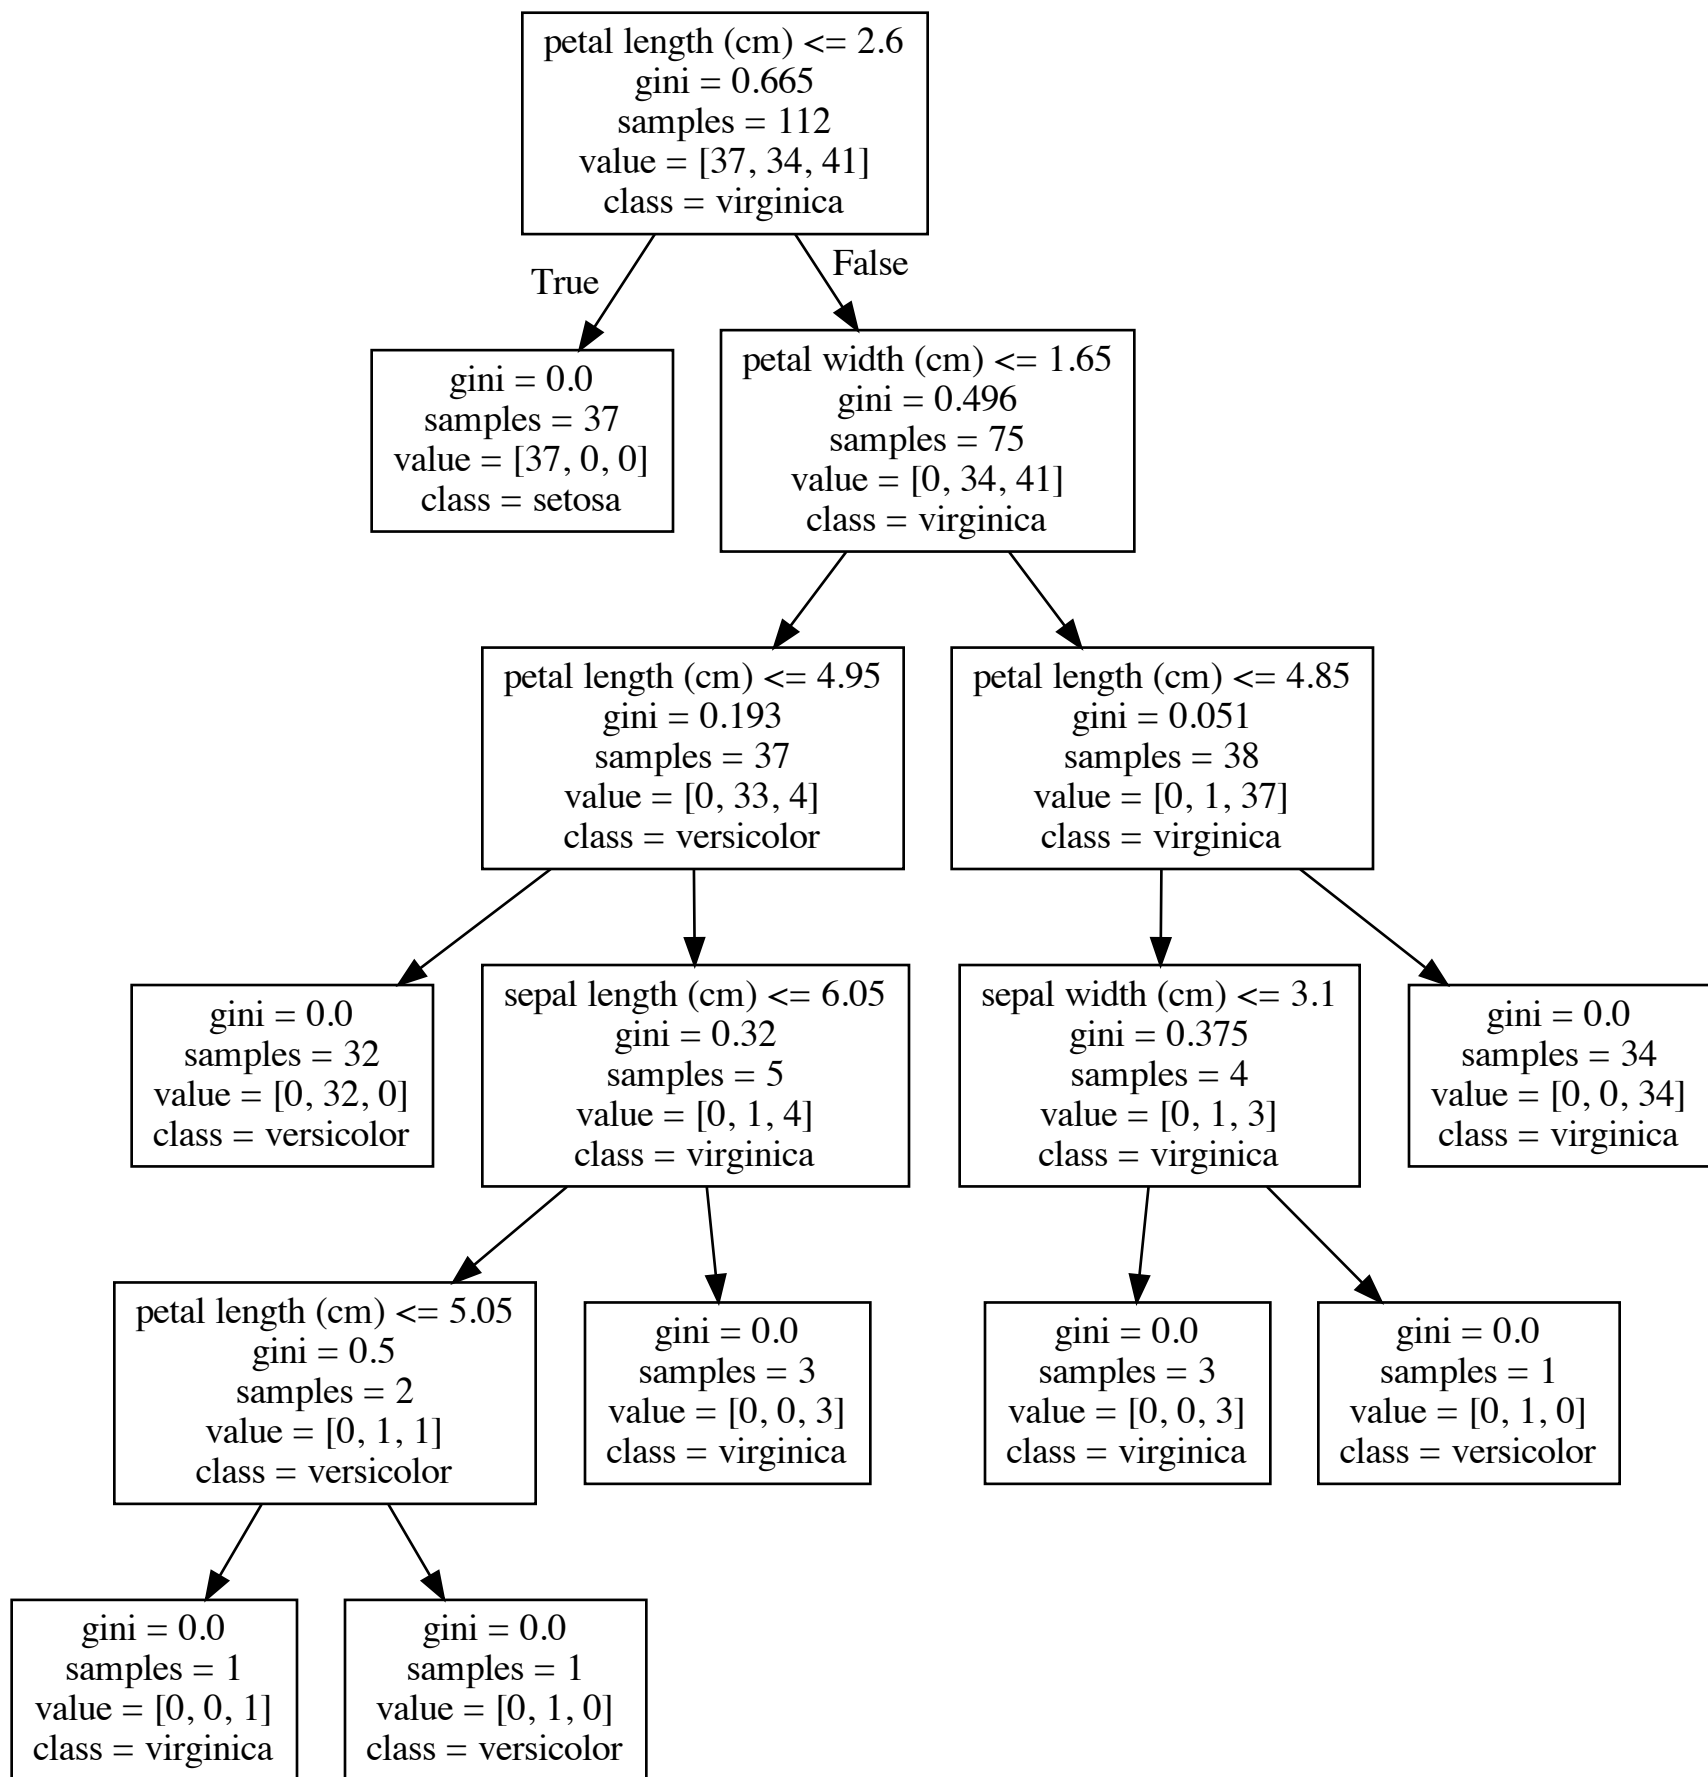 petal length (cm) <= 2.6
gini = 0.665
samples = 112
value = [37, 34, 41]
class = virginica
True
False
gini = 0.0
samples = 37
value = [37, 0, 0]
class = setosa
petal width (cm) <= 1.65
gini = 0.496
samples = 75
value = [0, 34, 41]
class = virginica
petal length (cm) <= 4.95
gini = 0.193
samples = 37
value = [0, 33, 4]
class = versicolor
petal length (cm) <= 4.85
gini = 0.051
samples = 38
value = [0, 1, 37]
class = virginica
gini = 0.0
samples = 32
value = [0, 32, 0]
class = versicolor
sepal length (cm) <= 6.05
gini = 0.32
samples = 5
value = [0, 1, 4]
class = virginica
sepal width (cm) <= 3.1
gini = 0.375
samples = 4
value = [0, 1, 3]
class = virginica
gini = 0.0
samples = 34
value = [0, 0, 34]
class = virginica
petal length (cm) <= 5.05
gini = 0.5
samples = 2
value = [0, 1, 1]
class = versicolor
gini = 0.0
samples = 3
value = [0, 0, 3]
class = virginica
gini = 0.0
samples = 3
value = [0, 0, 3]
class = virginica
gini = 0.0
samples = 1
value = [0, 1, 0]
class = versicolor
gini = 0.0
samples = 1
value = [0, 0, 1]
class = virginica
gini = 0.0
samples = 1
value = [0, 1, 0]
class = versicolor